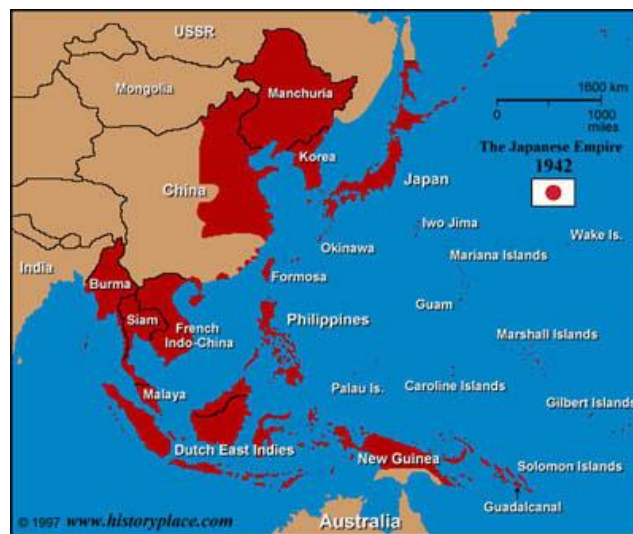 USSR
Mongolia
Manchuria
1600 km
0
1000
miles
The Japanese Empire
1942
Korea
China
Japan
Iwo Jima
Wake Is.
Okinawa
Mariana Islands
India
Burma
Formosa
Guam
Siam
French
Indo-China
Philippines
Marshall Islands
Palau Is.
Caroline Islands
Malaya
Gilbert Islands
Dutch East Indies
New Guinea
Solomon Islands
Guadalcanal
© 1997 www.historyplace.com
Australia